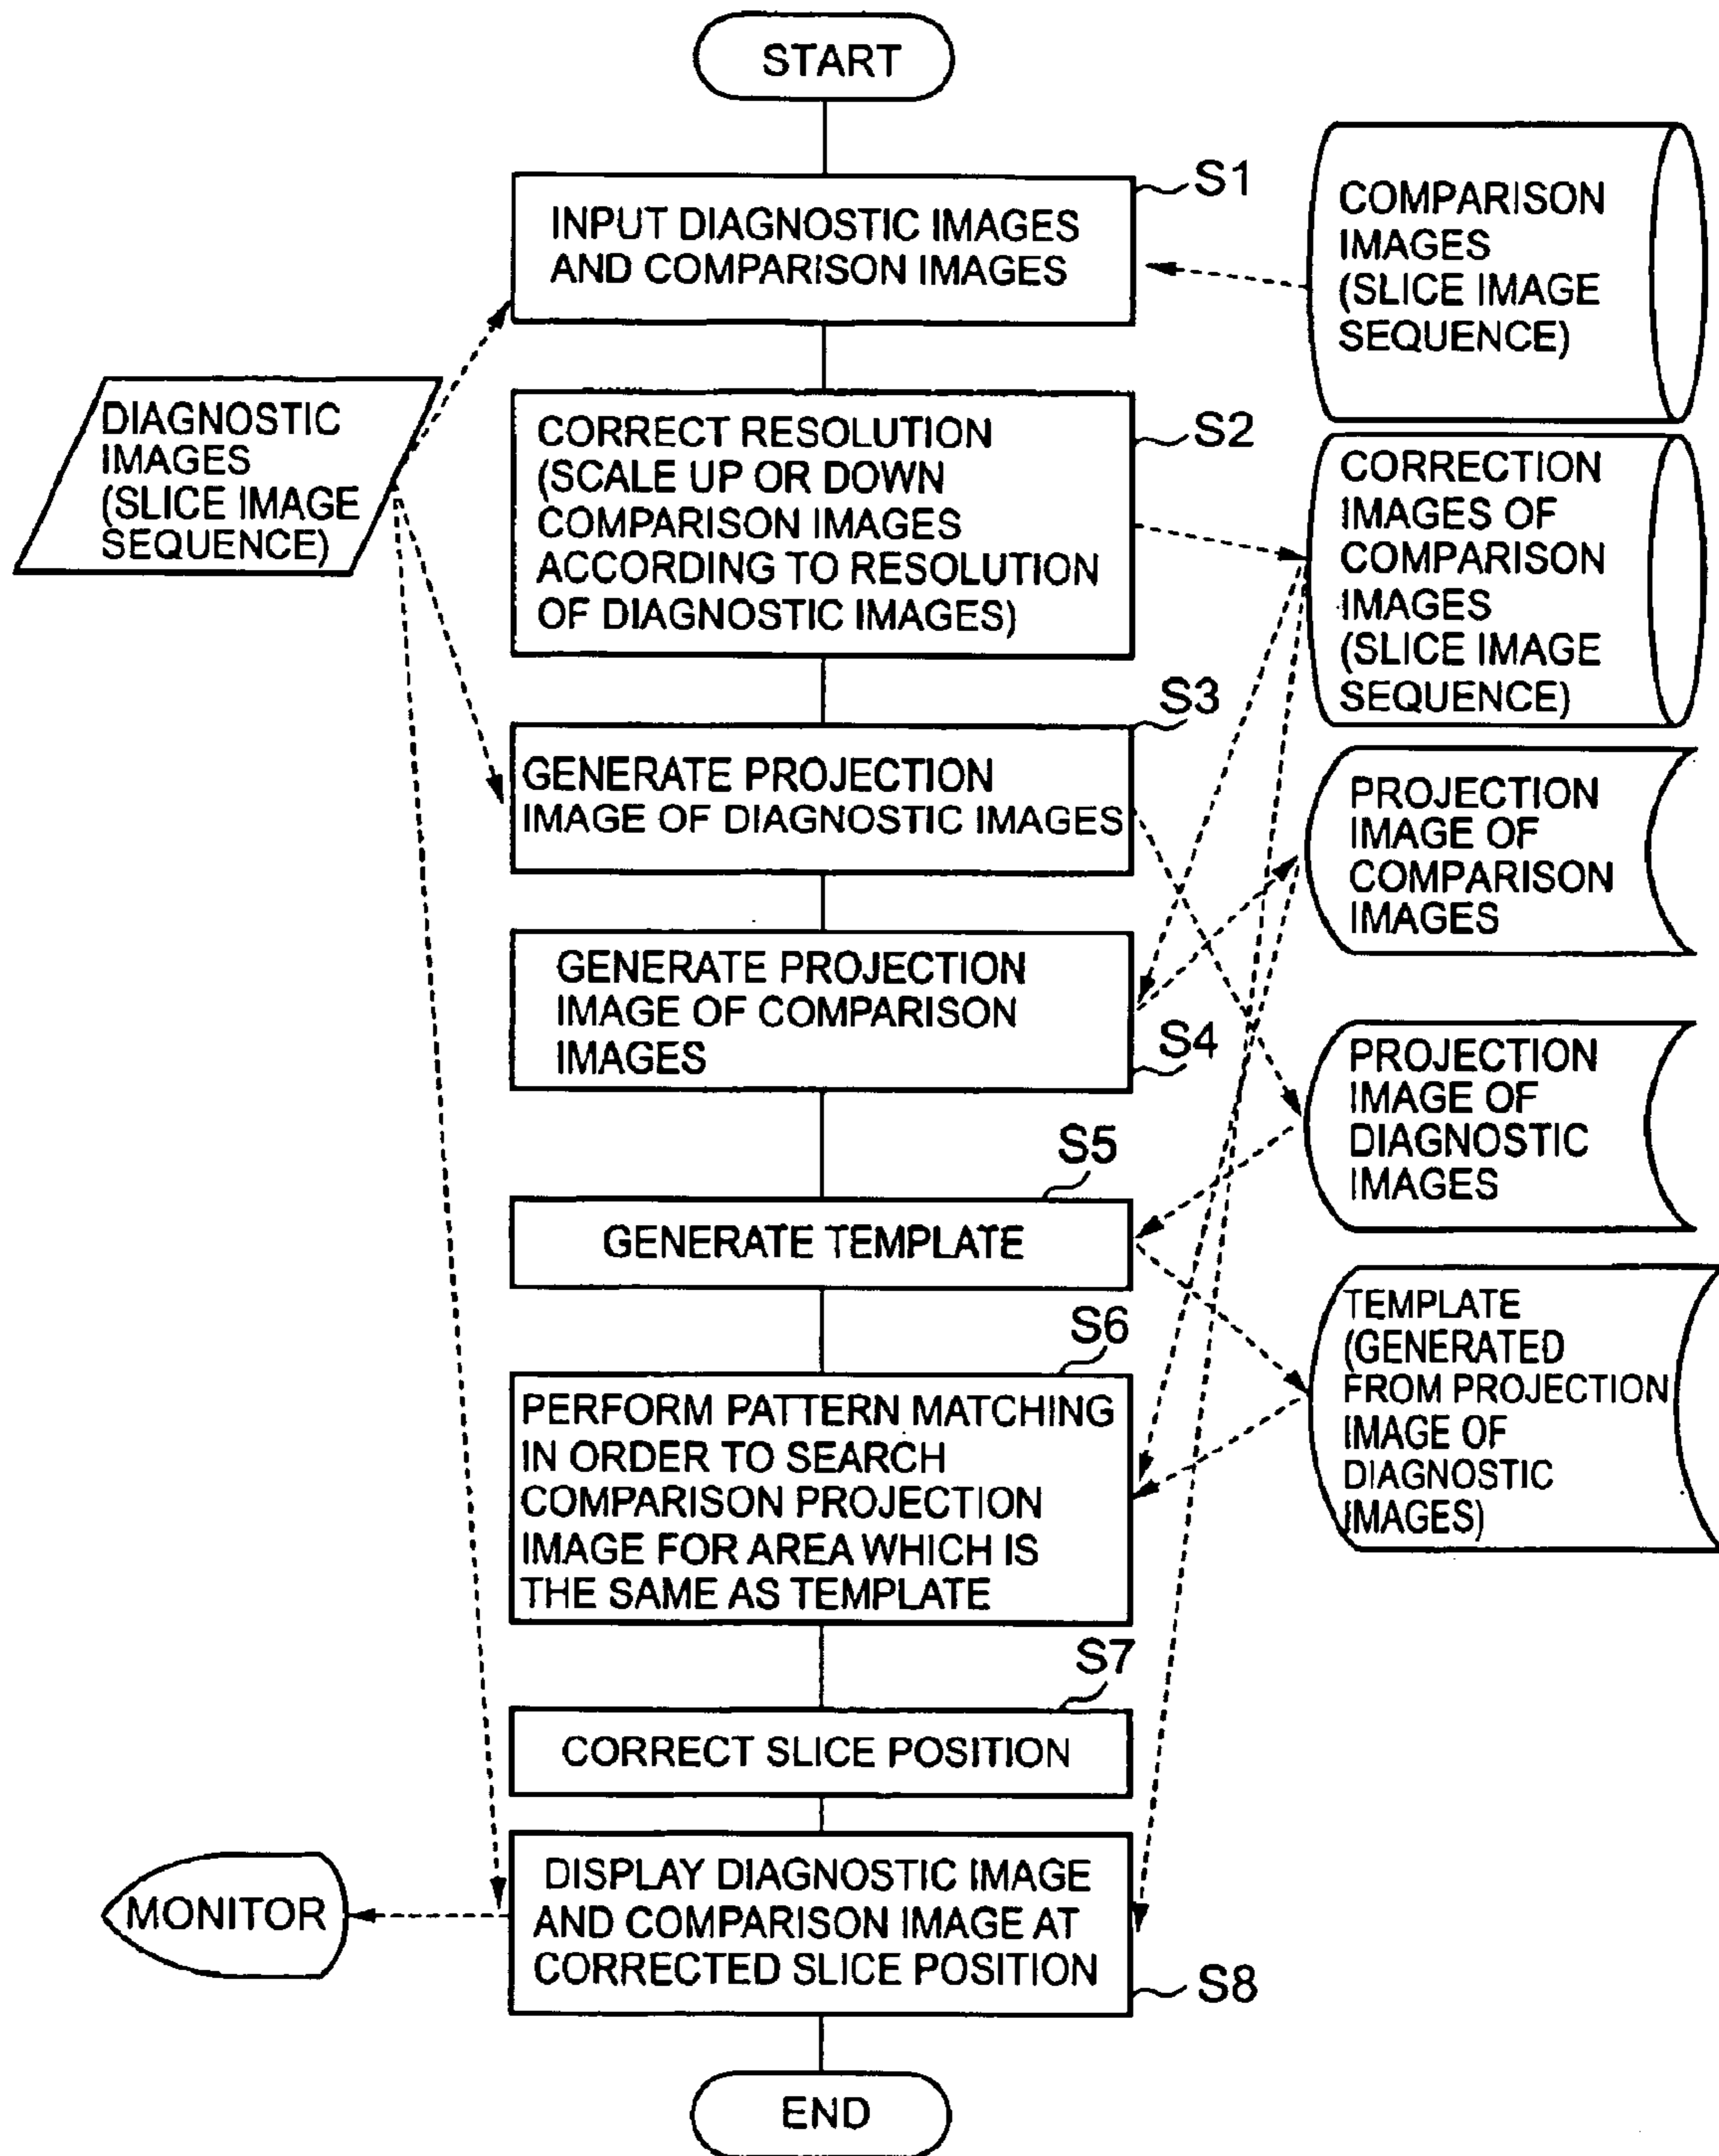 START
S1
INPUT DIAGNOSTIC IMAGES
AND COMPARISON IMAGES
COMPARISON
IMAGES
(SLICE IMAGE
SEQUENCE)
DIAGNOSTIC
IMAGES
(SLICE IMAGE
SEQUENCE)
S2
CORRECT RESOLUTION
(SCALE UP OR DOWN
COMPARISON IMAGES
ACCORDING TO RESOLUTION
OF DIAGNOSTIC IMAGES)
CORRECTION
IMAGES OF
COMPARISON
IMAGES
(SLICE IMAGE
SEQUENCE)
S3
GENERATE PROJECTION
IMAGE OF DIAGNOSTIC IMAGES
PROJECTION
IMAGE OF
COMPARISON
IMAGES
GENERATE PROJECTION
IMAGE OF COMPARISON
IMAGES
S4
PROJECTION
IMAGE OF
DIAGNOSTIC
IMAGES
S5
GENERATE TEMPLATE
TEMPLATE
(GENERATED
FROM PROJECTION
IMAGE OF
DIAGNOSTIC
IMAGES)
S6
PERFORM PATTERN MATCHING
IN ORDER TO SEARCH
COMPARISON PROJECTION
IMAGE FOR AREA WHICH IS
THE SAME AS TEMPLATE
S7
CORRECT SLICE POSITION
DISPLAY DIAGNOSTIC IMAGE
AND COMPARISON IMAGE AT
CORRECTED SLICE POSITION
S8
MONITOR
END